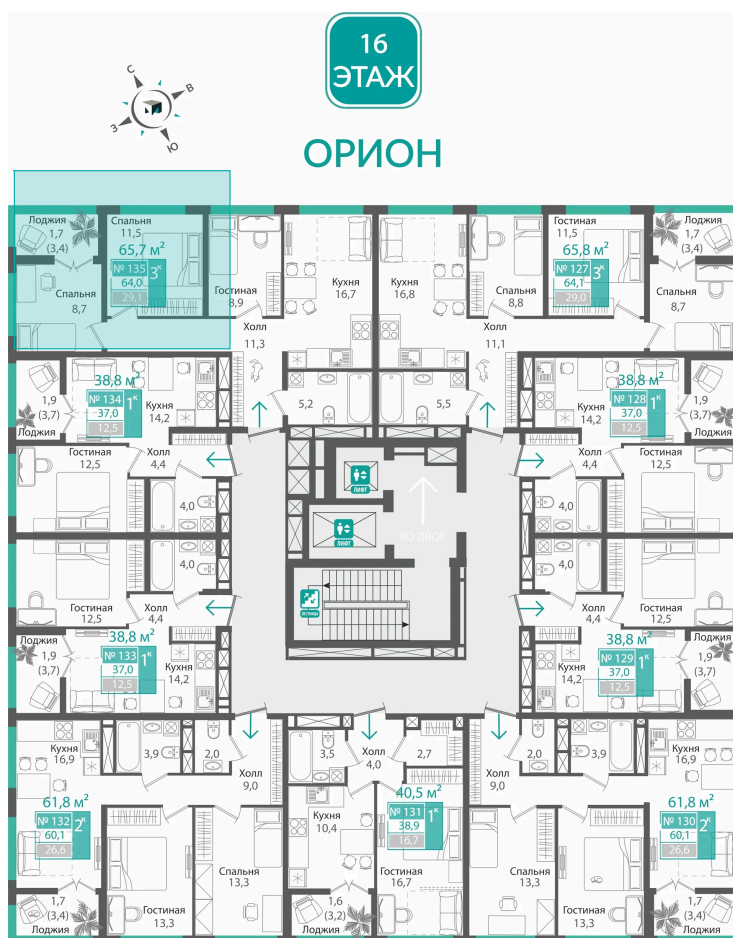 16
ЭТАЖ
С
В
З
Ю
ОРИОН
Лоджия
1,7
(3,4)
Спальня
11,5
65,7 м²
№ 135
3к
64,0
29,1
Спальня
8,7
Гостиная
8,9
Кухня
16,7
Холл
11,3
5,2
Кухня
16,8
Спальня
8,8
Гостиная
11,5
65,8 м²
№ 127
3к
64,1
29,0
Лоджия
1,7
(3,4)
Спальня
8,7
Холл
11,1
5,5
38,8 м²
№ 134
1к
37,0
12,5
Кухня
14,2
1,9
(3,7)
Лоджия
Гостиная
12,5
Холл
4,4
4,0
38,8 м²
№ 128
1к
37,0
12,5
Кухня
14,2
1,9
(3,7)
Лоджия
Холл
4,4
Гостиная
12,5
4,0
ЛИФТ
ЛИФТ
ВО ДВОР
ЛЕСТНИЦА
4,0
Гостиная
12,5
Холл
4,4
Лоджия
1,9
(3,7)
38,8 м²
№ 133
1к
37,0
12,5
Кухня
14,2
4,0
Холл
4,4
Гостиная
12,5
38,8 м²
№ 129
1к
37,0
12,5
Кухня
14,2
Лоджия
1,9
(3,7)
Кухня
16,9
3,9
2,0
Холл
9,0
61,8 м²
№ 132
2к
60,1
26,6
1,7
(3,4)
Лоджия
Гостиная
13,3
Спальня
13,3
3,5
Холл
4,0
2,7
40,5 м²
№ 131
1к
38,9
16,7
Кухня
10,4
Гостиная
16,7
1,6
(3,2)
Лоджия
2,0
3,9
Холл
9,0
Кухня
16,9
61,8 м²
№ 130
2к
60,1
26,6
Спальня
13,3
Гостиная
13,3
1,7
(3,4)
Лоджия